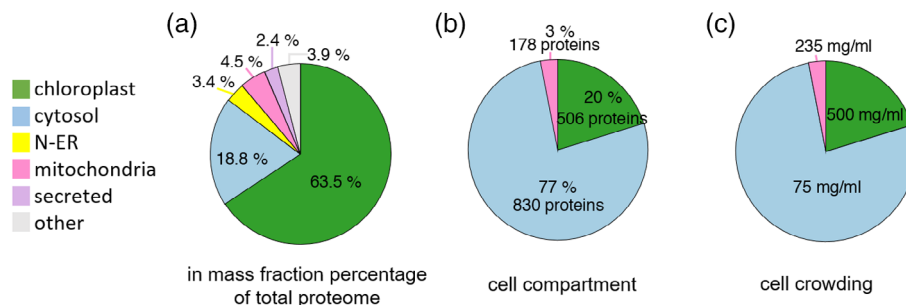 (a)
(b)
(c)
chloroplast
cytosol
N-ER
mitochondria
secreted
other
2.4 %
4.5 %
3.9 %
3.4 %
18.8 %
63.5 %
in mass fraction percentage
of total proteome
3 %
178 proteins
20 %
506 proteins
77 %
830 proteins
cell compartment
235 mg/ml
500 mg/ml
75 mg/ml
cell crowding